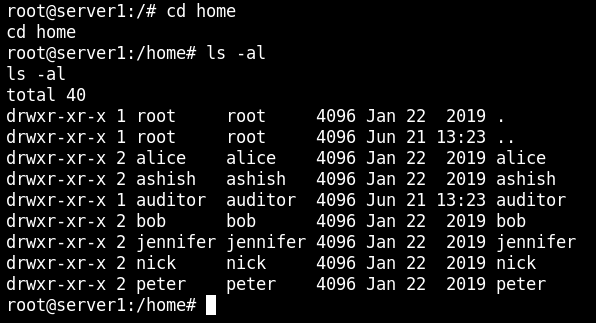 root@server1:/# cd home
cd home
root@server1:/home# ls -al
ls -al
total 40
drwxr-xr-x 1 root     root     4096 Jan 22  2019 .
drwxr-xr-x 1 root     root     4096 Jun 21 13:23 ..
drwxr-xr-x 2 alice    alice    4096 Jan 22  2019 alice
drwxr-xr-x 2 ashish   ashish   4096 Jan 22  2019 ashish
drwxr-xr-x 1 auditor  auditor  4096 Jun 21 13:23 auditor
drwxr-xr-x 2 bob      bob      4096 Jan 22  2019 bob
drwxr-xr-x 2 jennifer jennifer 4096 Jan 22  2019 jennifer
drwxr-xr-x 2 nick     nick     4096 Jan 22  2019 nick
drwxr-xr-x 2 peter    peter    4096 Jan 22  2019 peter
root@server1:/home#